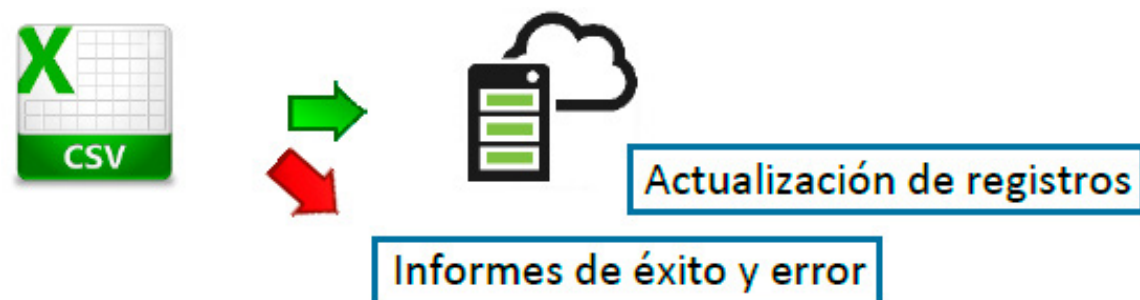 X
CSV
Actualización de registros
Informes de éxito y error